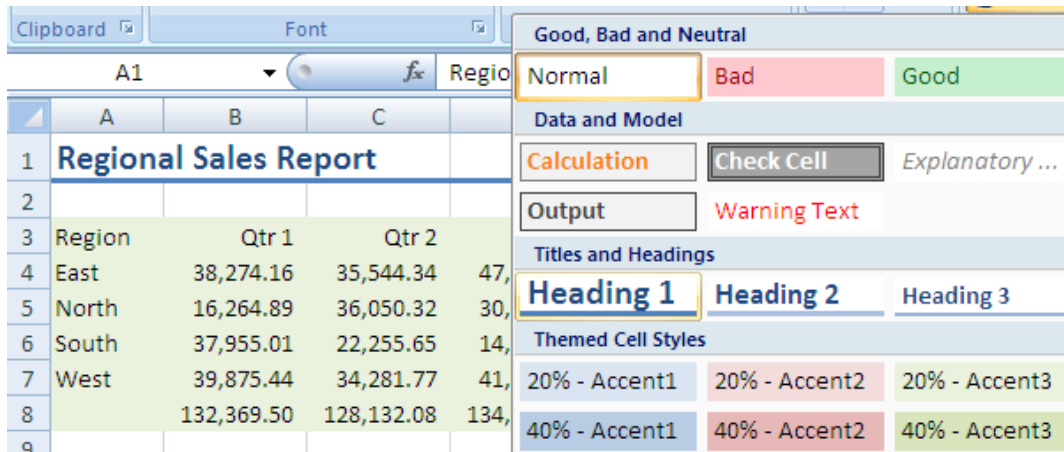 Clipboard Font
A1 fx Regio
A B C
1 Regional Sales Report
2
3 Region Qtr 1 Qtr 2
4 East 38,274.16 35,544.34 47,
5 North 16,264.89 36,050.32 30,
6 South 37,955.01 22,255.65 14,
7 West 39,875.44 34,281.77 41,
8 132,369.50 128,132.08 134,
9
Good, Bad and Neutral
Normal Bad Good
Data and Model
Calculation Check Cell Explanatory ...
Output Warning Text
Titles and Headings
Heading 1 Heading 2 Heading 3
Themed Cell Styles
20% - Accent1 20% - Accent2 20% - Accent3
40% - Accent1 40% - Accent2 40% - Accent3